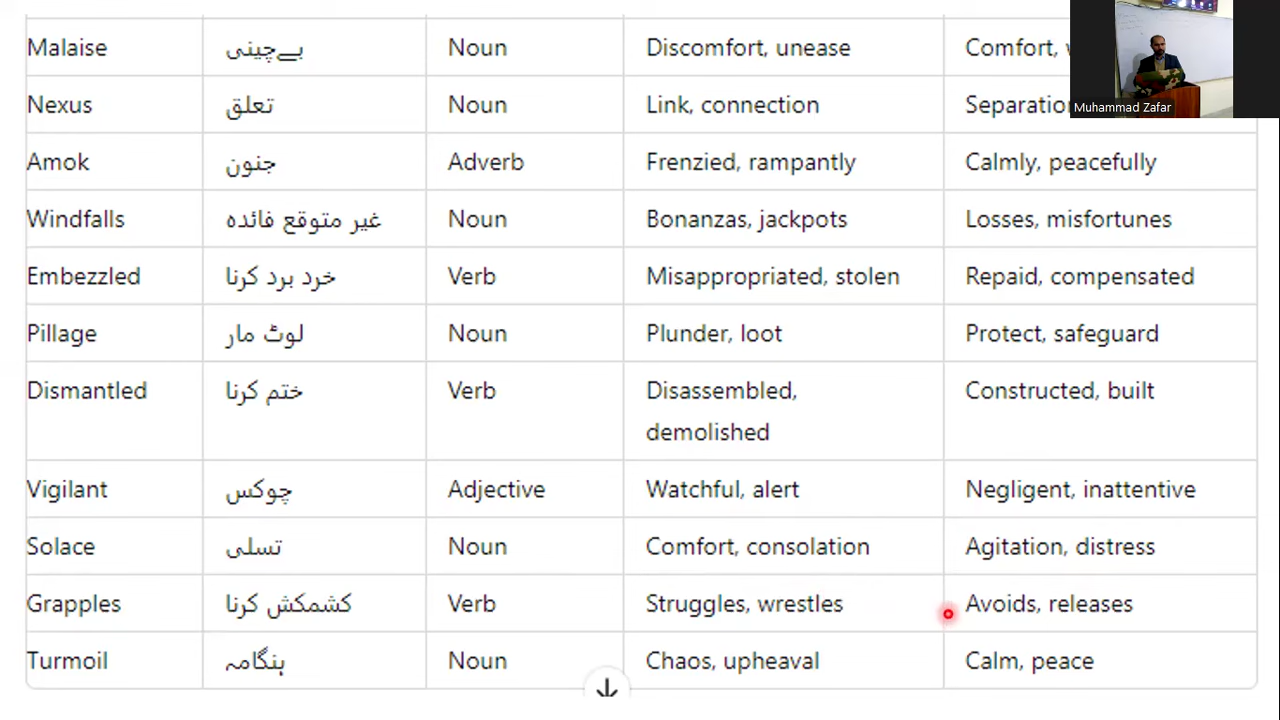 Malaise بےچینی Noun Discomfort, unease Comfort,
Muhammad Zafar
Nexus تعلق Noun Link, connection
Amok جنون Adverb Frenzied, rampantly Calmly, peacefully
Windfalls غیر متوقع فائدہ Noun Bonanzas, jackpots Losses, misfortunes
Embezzled خرد برد کرنا Verb Misappropriated, stolen Repaid, compensated
Pillage لوٹ مار Noun Plunder, loot Protect, safeguard
Dismantled ختم کرنا Verb Disassembled, Constructed, built
demolished
Vigilant چوکس Adjective Watchful, alert Negligent, inattentive
Solace تسلی Noun Comfort, consolation Agitation, distress
Grapples کشمکش کرنا Verb Struggles, wrestles Avoids, releases
Turmoil ہنگامہ Noun Chaos, upheaval Calm, peace